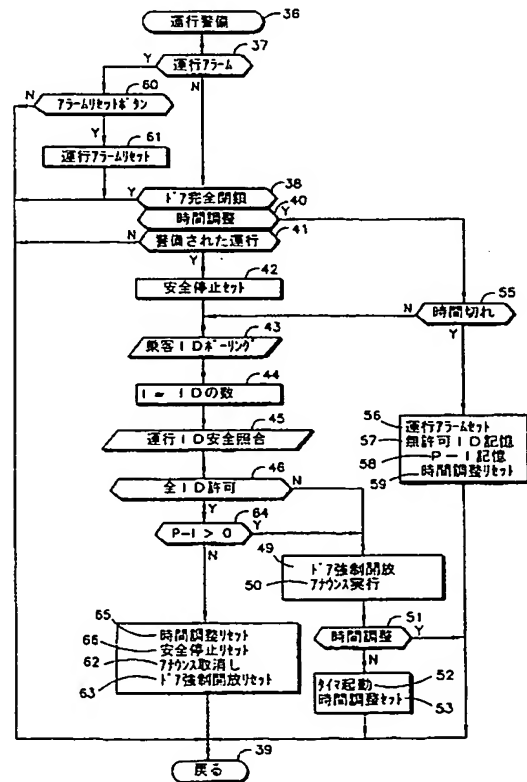 運行警備
36
37
Y
運行アラーム
60
N
N
アラームリセットボタン
Y
61
運行アラームリセット
38
Y
ドア完全閉鎖
40
時間調整
Y
41
N
警備された運行
Y
42
安全停止セット
55
N
時間切れ
43
Y
乗客IDポーリング
44
I = IDの数
45
56
運行アラームセット
57
無許可ID記憶
運行ID安全照合
58
P-I記憶
46
59
時間調整リセット
全ID許可
N
Y
64
P-I > 0
Y
N
49
ドア強制開放
50
アナウンス実行
65
時間調整リセット
51
66
安全停止リセット
時間調整
Y
62
アナウンス取消し
N
63
ドア強制開放リセット
タイマ起動
52
時間調整セット
53
39
戻る